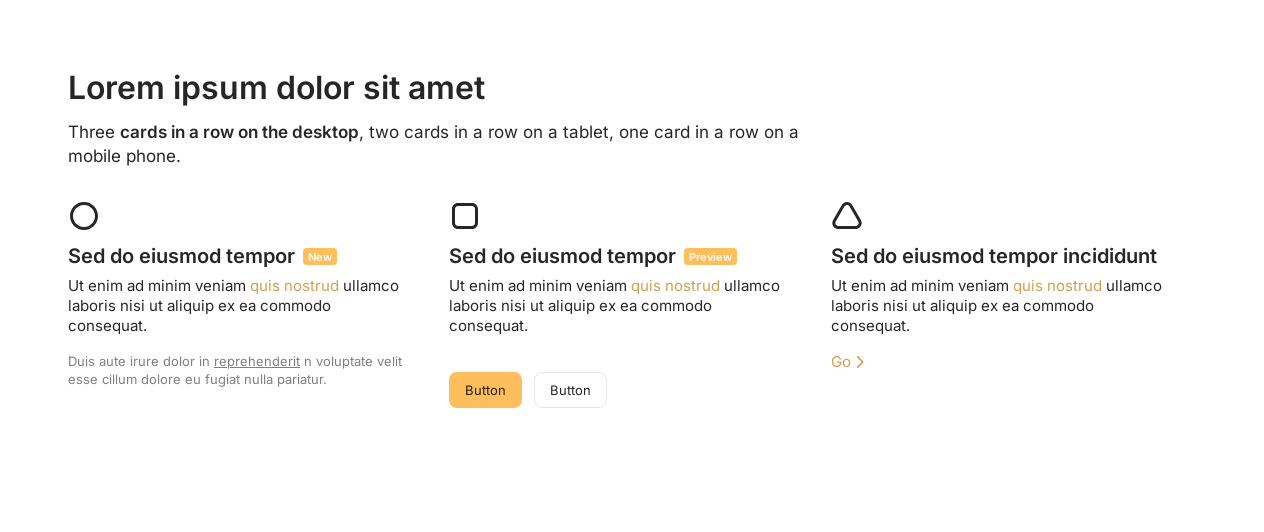 Lorem ipsum dolor sit amet
Three cards in a row on the desktop, two cards in a row on a tablet, one card in a row on a
mobile phone.
Sed do eiusmod tempor New
Ut enim ad minim veniam quis nostrud ullamco
laboris nisi ut aliquip ex ea commodo
consequat.
Duis aute irure dolor in reprehenderit n voluptate velit
esse cillum dolore eu fugiat nulla pariatur.
Sed do eiusmod tempor Preview
Ut enim ad minim veniam quis nostrud ullamco
laboris nisi ut aliquip ex ea commodo
consequat.
Button Button
Sed do eiusmod tempor incididunt
Ut enim ad minim veniam quis nostrud ullamco
laboris nisi ut aliquip ex ea commodo
consequat.
Go